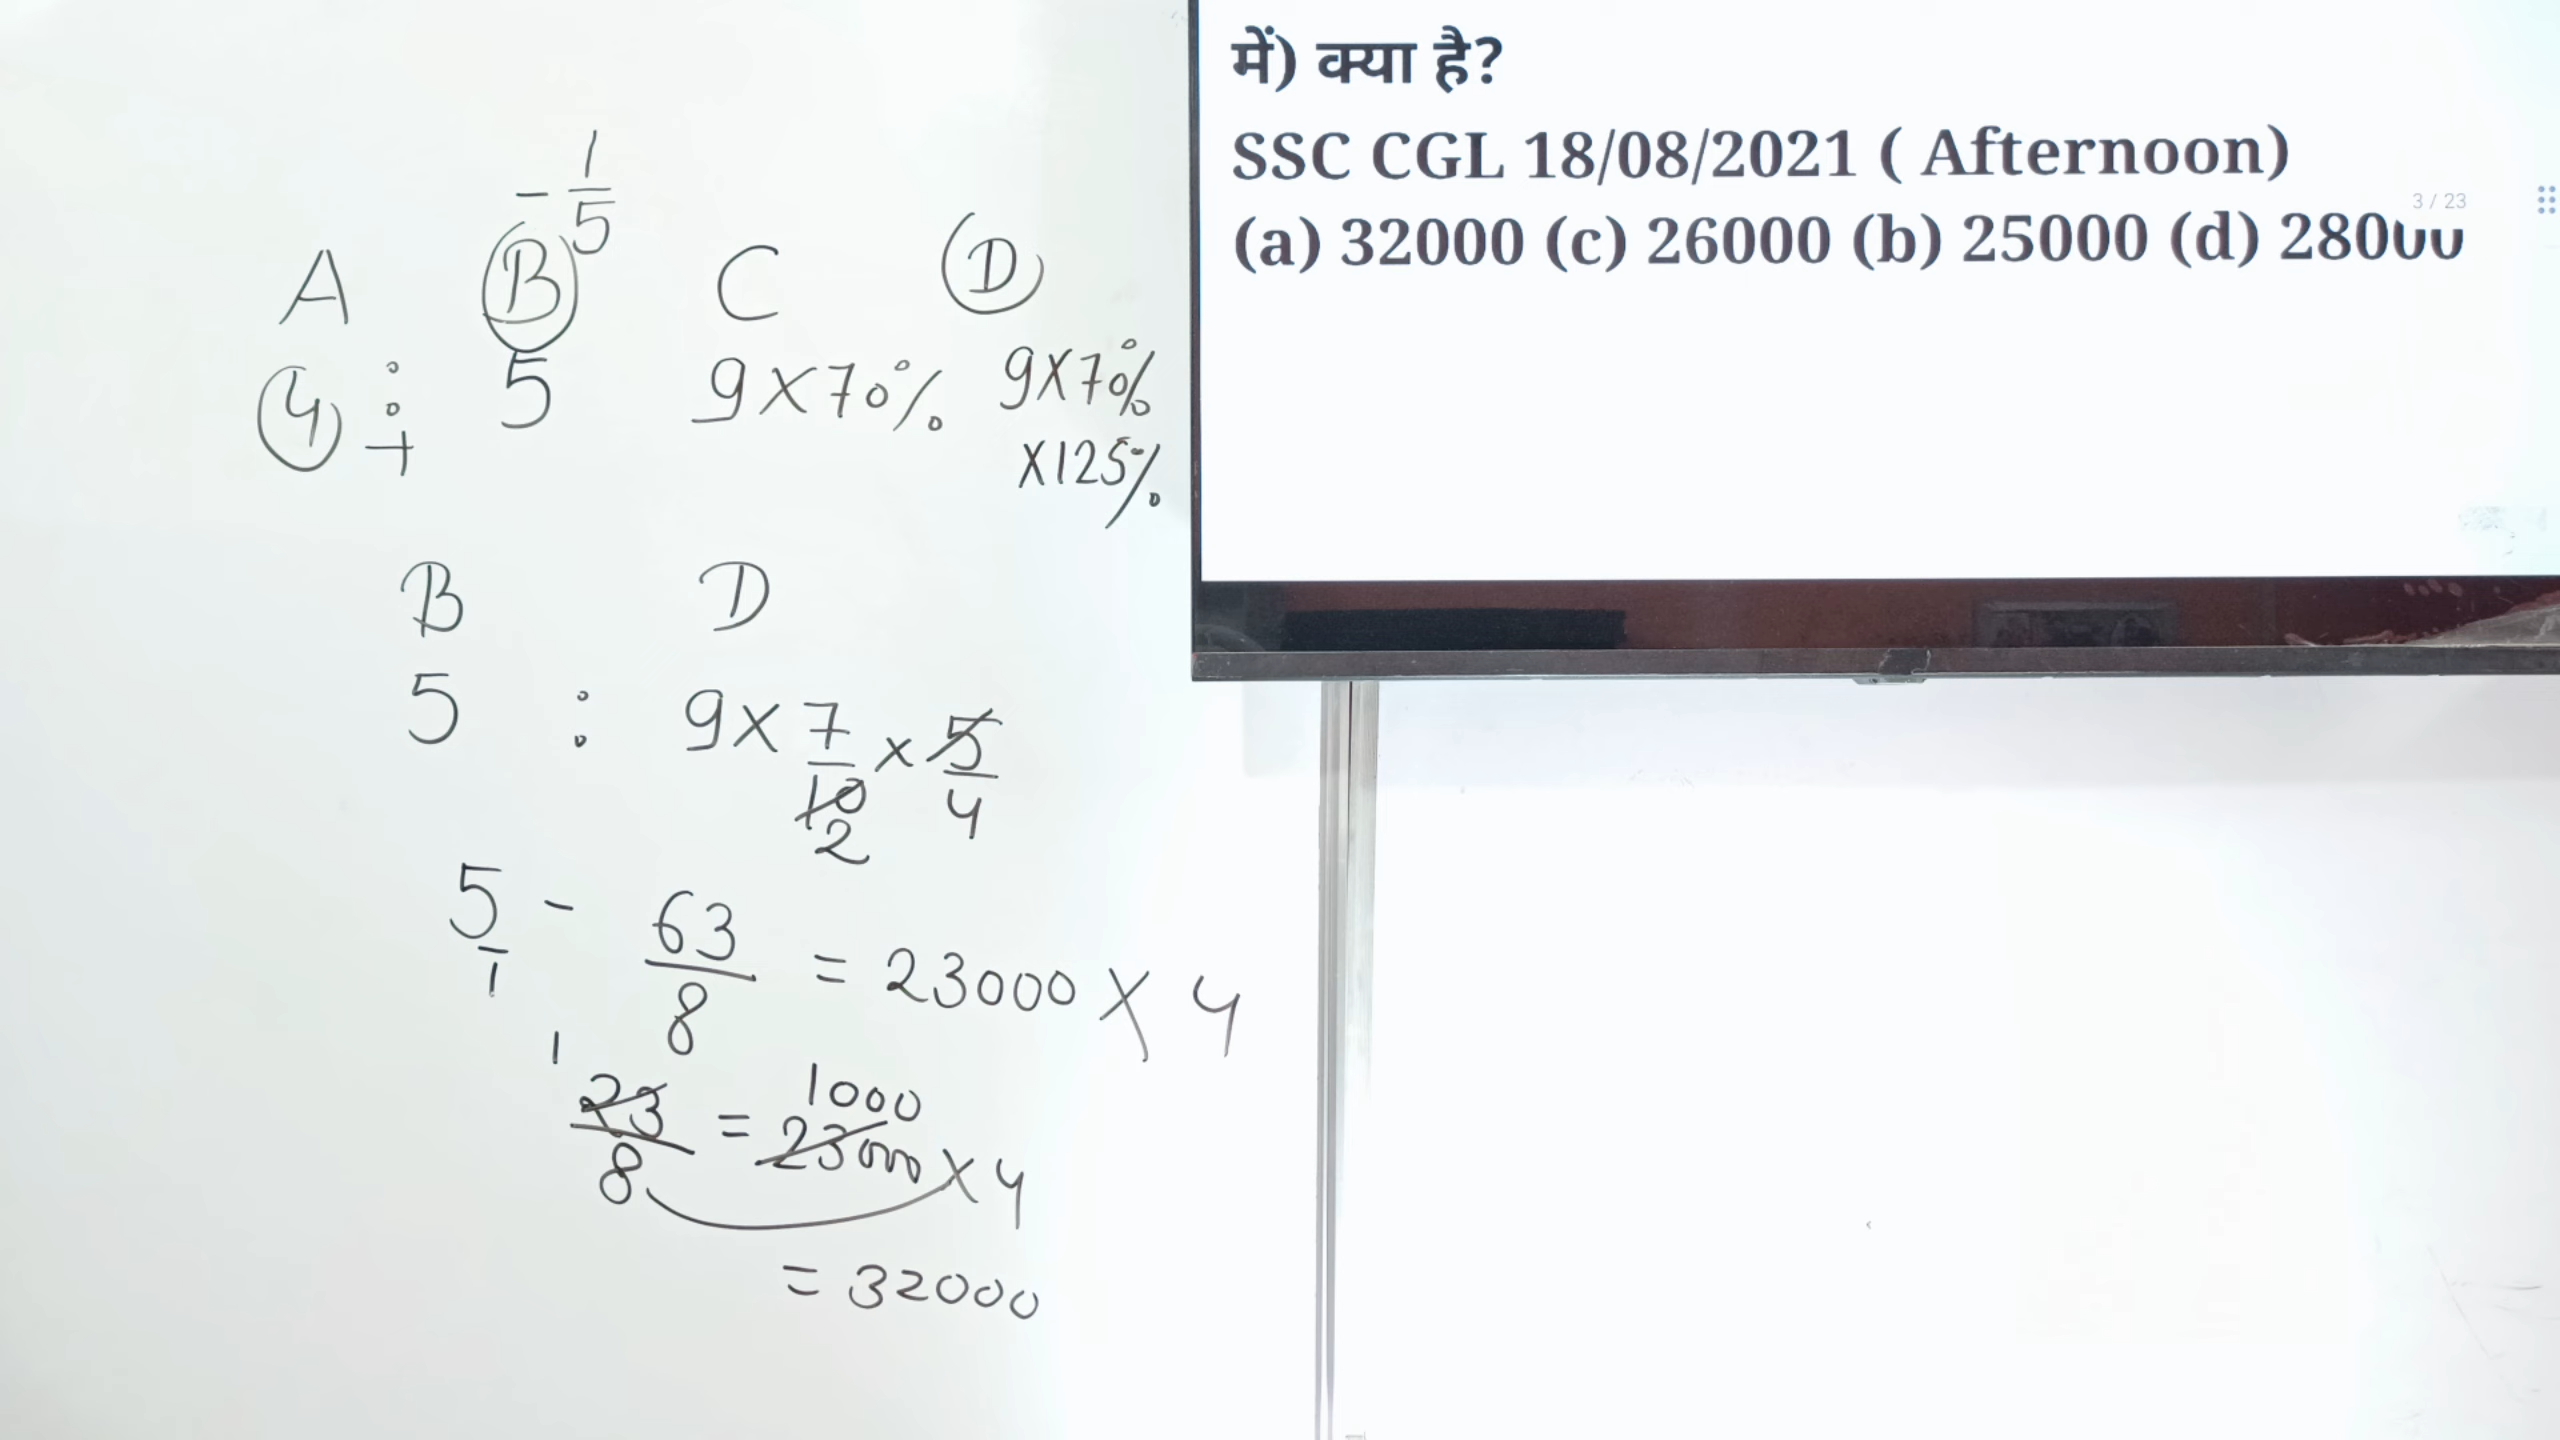 में) क्या है?
SSC CGL 18/08/2021 ( Afternoon)
3 / 23
(a) 32000 (c) 26000 (b) 25000 (d) 28000
- 1/5
A B C D
4 : 5 9×70% 9×70%
+ ×125%
B D
5 : 9 × 7/10 × 5/4
2
5/1 - 63/8 = 23000 × 4
1 1000
23/8 = 23000 × 4
= 32000